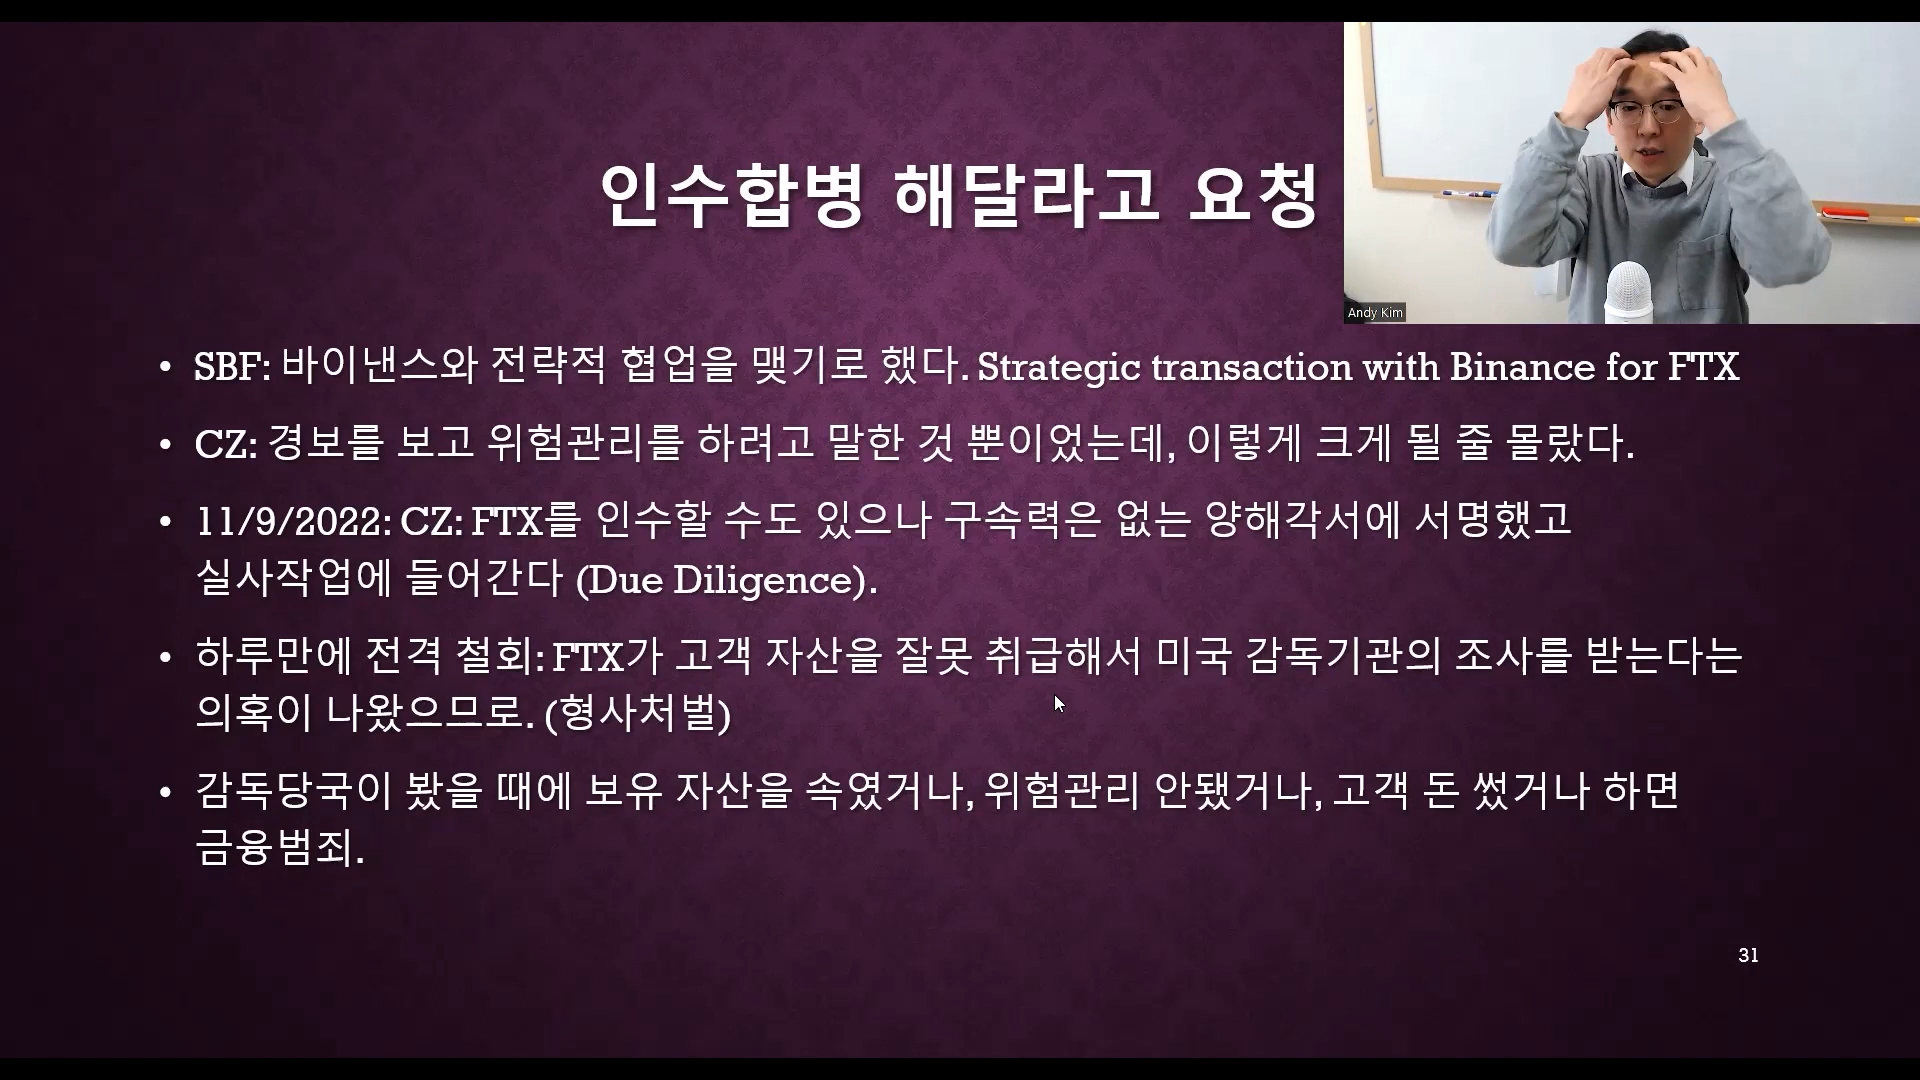 인수합병 해달라고 요청
Andy Kim
• SBF: 바이낸스와 전략적 협업을 맺기로 했다. Strategic transaction with Binance for FTX
• CZ: 경보를 보고 위험관리를 하려고 말한 것 뿐이었는데, 이렇게 크게 될 줄 몰랐다.
• 11/9/2022: CZ: FTX를 인수할 수도 있으나 구속력은 없는 양해각서에 서명했고
실사작업에 들어간다 (Due Diligence).
• 하루만에 전격 철회: FTX가 고객 자산을 잘못 취급해서 미국 감독기관의 조사를 받는다는
의혹이 나왔으므로. (형사처벌)
• 감독당국이 봤을 때에 보유 자산을 속였거나, 위험관리 안됐거나, 고객 돈 썼거나 하면
금융범죄.
31